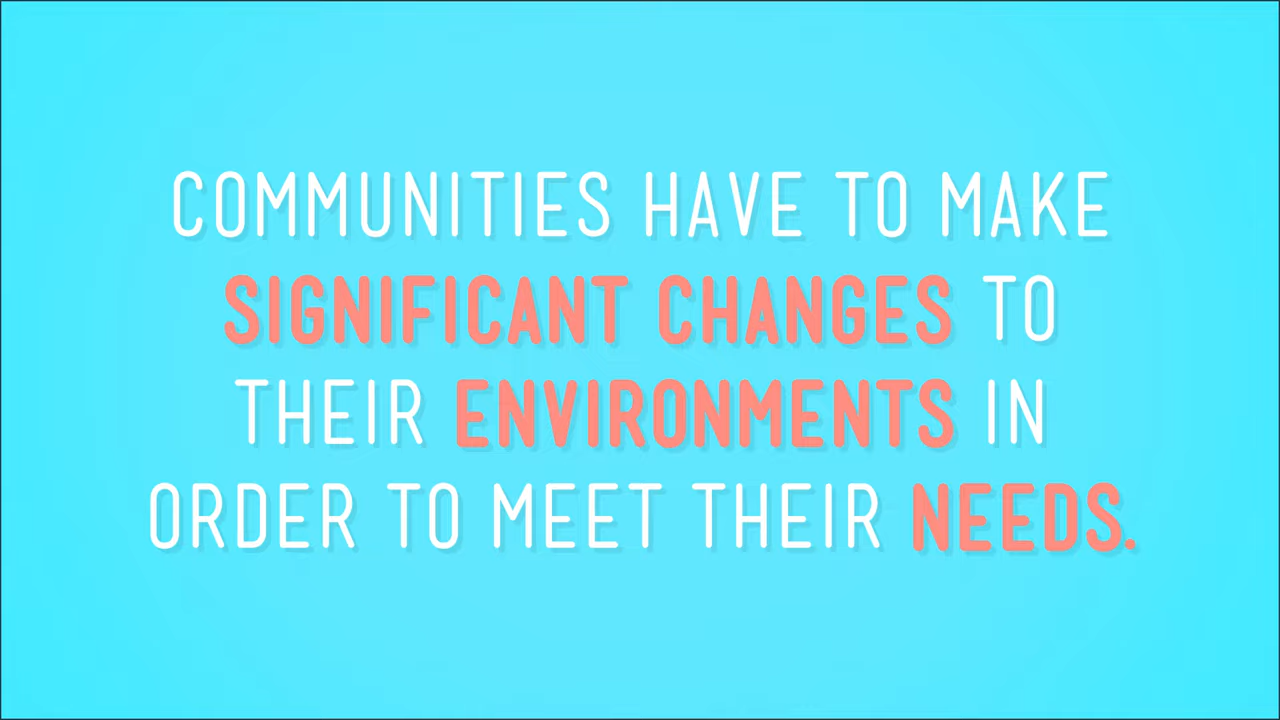 COMMUNITIES HAVE TO MAKE
SIGNIFICANT CHANGES TO
THEIR ENVIRONMENTS IN
ORDER TO MEET THEIR NEEDS.